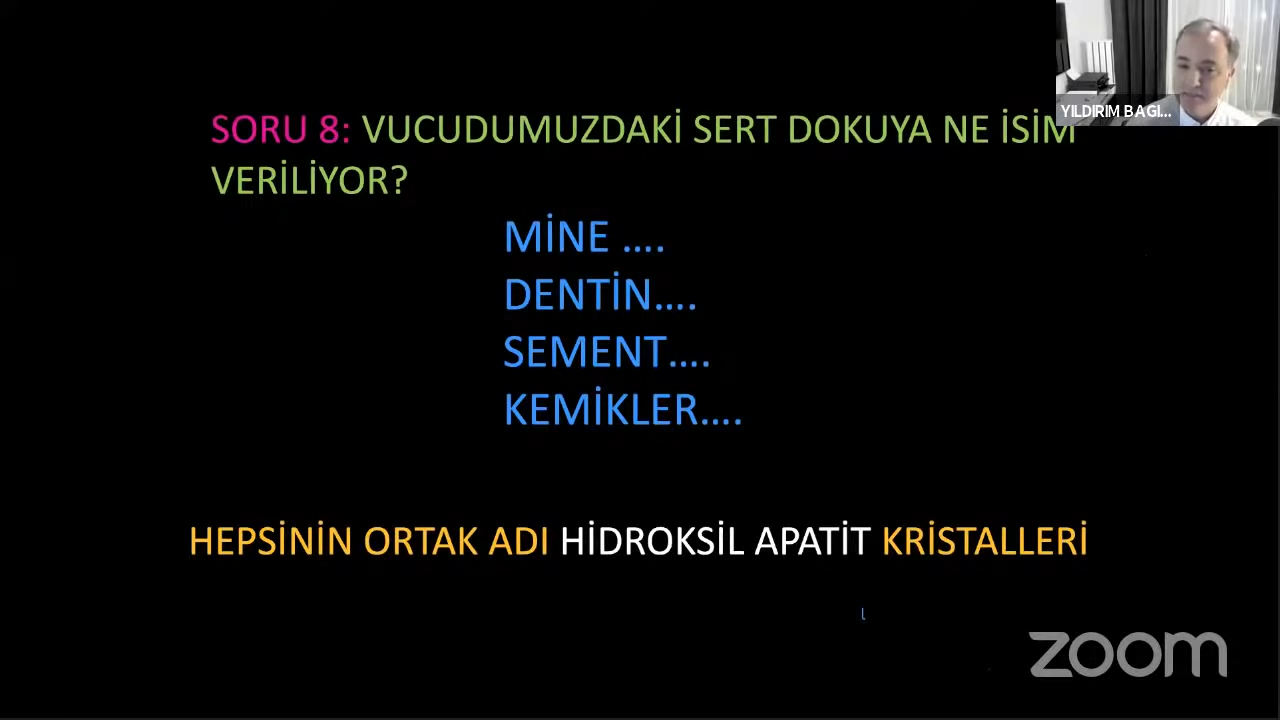 YILDIRIM BAGI...
SORU 8: VUCUDUMUZDAKİ SERT DOKUYA NE İSİM
VERİLİYOR?
MİNE ....
DENTİN....
SEMENT....
KEMİKLER....
HEPSİNİN ORTAK ADI HİDROKSİL APATİT KRİSTALLERİ
zoom